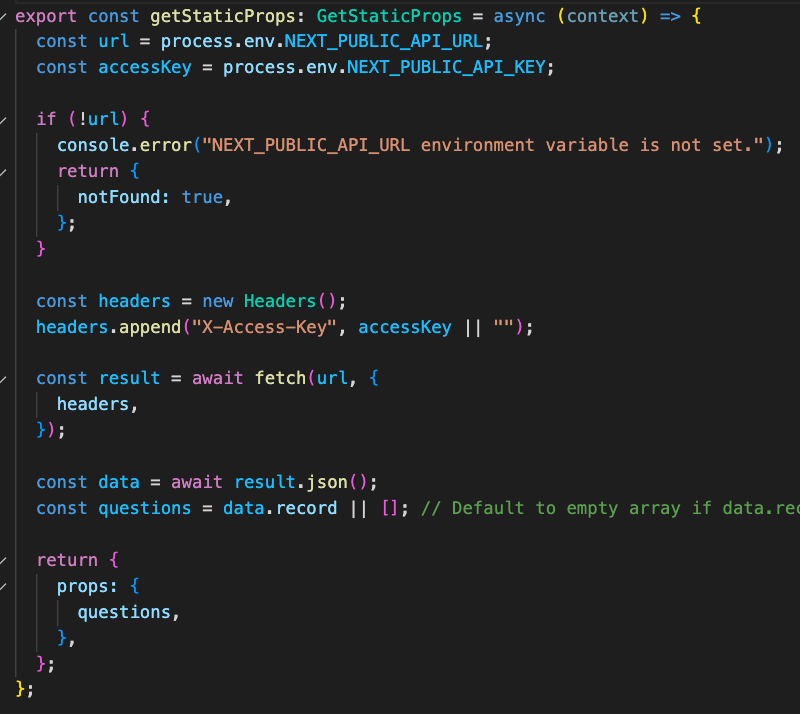 export const getStaticProps: GetStaticProps = async (context) => {
  const url = process.env.NEXT_PUBLIC_API_URL;
  const accessKey = process.env.NEXT_PUBLIC_API_KEY;

  if (!url) {
    console.error("NEXT_PUBLIC_API_URL environment variable is not set.");
    return {
      notFound: true,
    };
  }

  const headers = new Headers();
  headers.append("X-Access-Key", accessKey || "");

  const result = await fetch(url, {
    headers,
  });

  const data = await result.json();
  const questions = data.record || []; // Default to empty array if data.rec

  return {
    props: {
      questions,
    },
  };
};